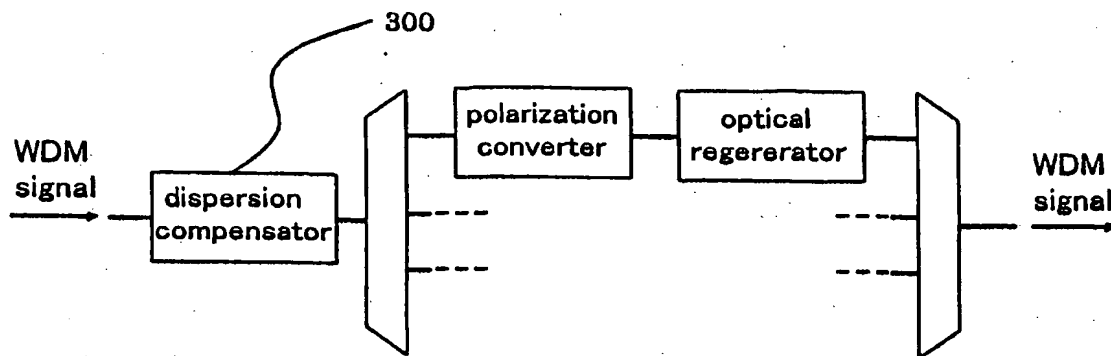 300
WDM
signal
dispersion
compensator
polarization
converter
optical
regererator
WDM
signal